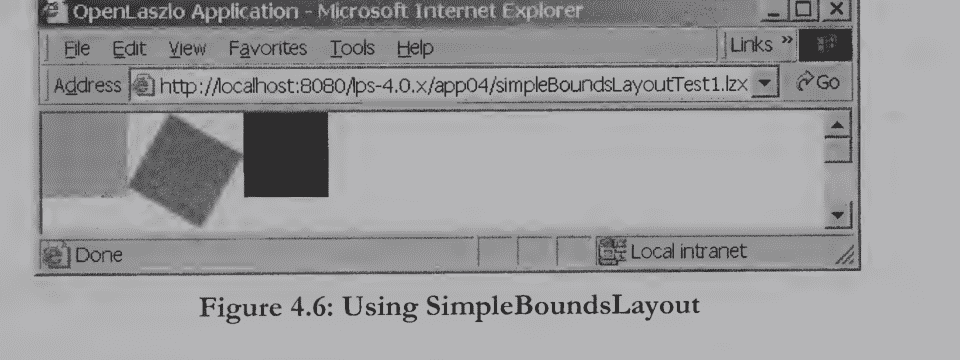 OpenLaszlo Application - Microsoft Internet Explorer
File Edit View Favorites Tools Help Links »
Address http://localhost:8080/lps-4.0.x/app04/simpleBoundsLayoutTest1.lzx Go
Done Local intranet
Figure 4.6: Using SimpleBoundsLayout